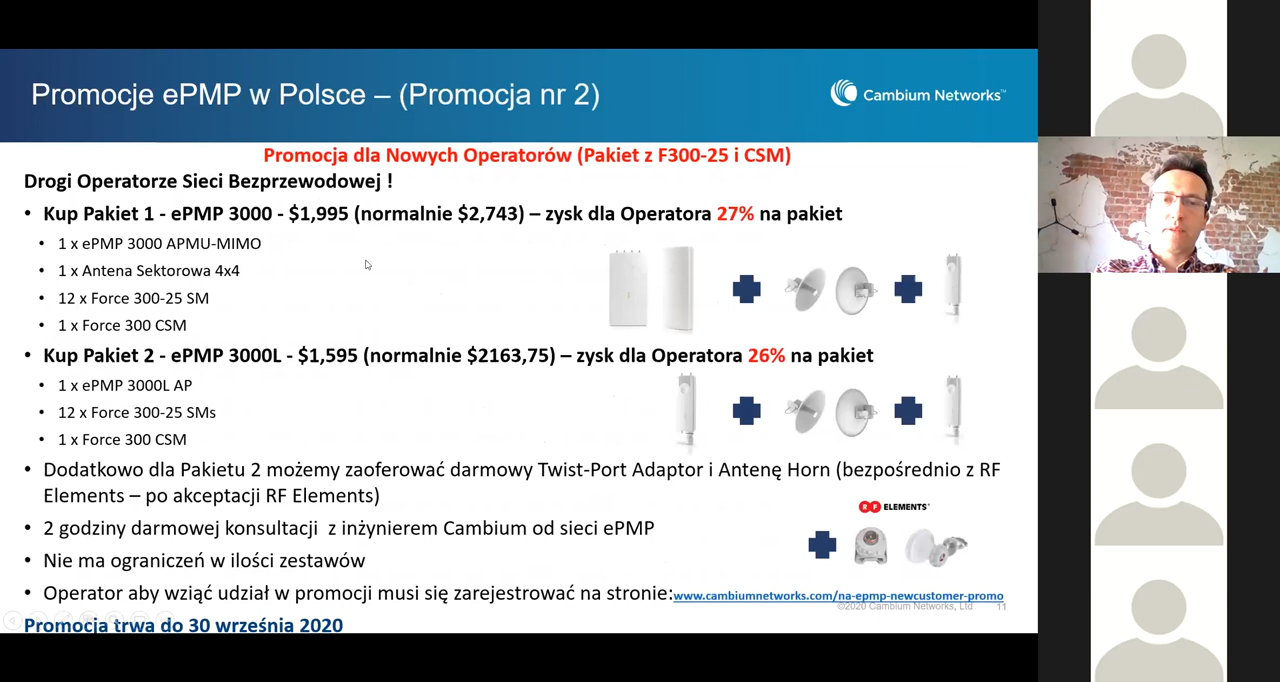 Promocje ePMP w Polsce – (Promocja nr 2)
Cambium Networks™
Promocja dla Nowych Operatorów (Pakiet z F300-25 i CSM)
Drogi Operatorze Sieci Bezprzewodowej !
• Kup Pakiet 1 - ePMP 3000 - $1,995 (normalnie $2,743) – zysk dla Operatora 27% na pakiet
• 1 x ePMP 3000 APMU-MIMO
• 1 x Antena Sektorowa 4x4
• 12 x Force 300-25 SM
• 1 x Force 300 CSM
• Kup Pakiet 2 - ePMP 3000L - $1,595 (normalnie $2163,75) – zysk dla Operatora 26% na pakiet
• 1 x ePMP 3000L AP
• 12 x Force 300-25 SMs
• 1 x Force 300 CSM
• Dodatkowo dla Pakietu 2 możemy zaoferować darmowy Twist-Port Adaptor i Antenę Horn (bezpośrednio z RF
Elements – po akceptacji RF Elements)
RF ELEMENTS®
• 2 godziny darmowej konsultacji z inżynierem Cambium od sieci ePMP
• Nie ma ograniczeń w ilości zestawów
• Operator aby wziąć udział w promocji musi się zarejestrować na stronie:www.cambiumnetworks.com/na-epmp-newcustomer-promo
©2020 Cambium Networks, Ltd 11
Promocja trwa do 30 września 2020